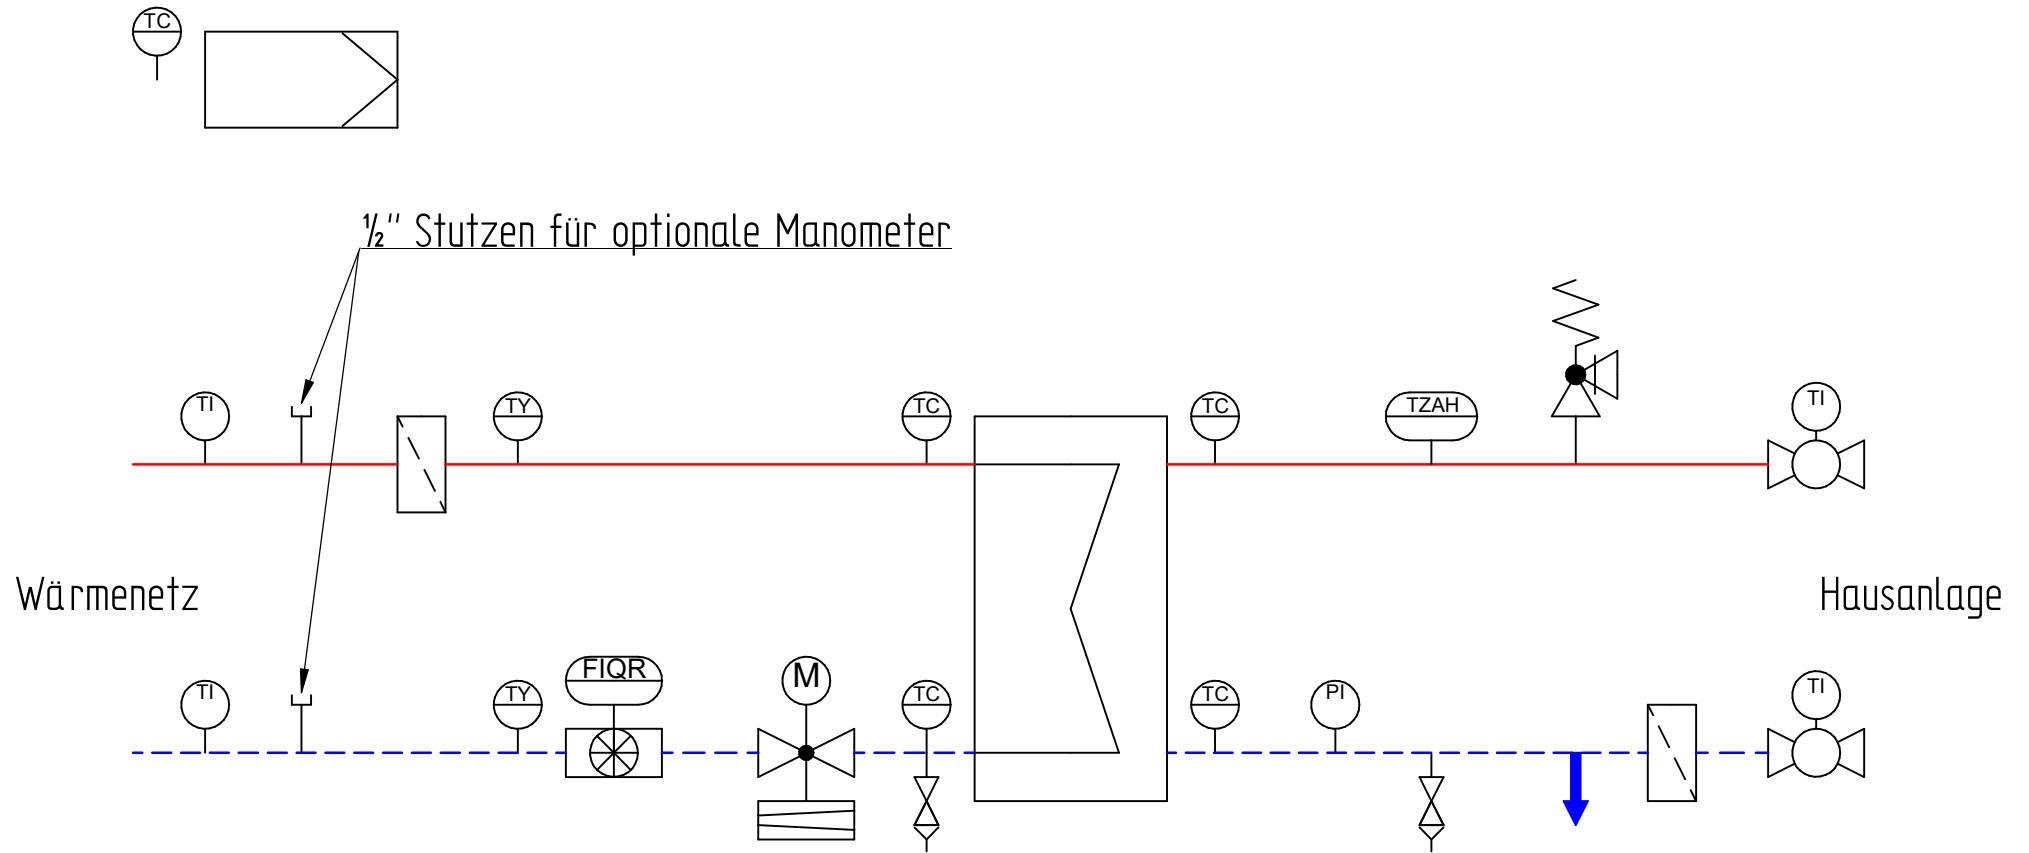 TC
½" Stutzen für optionale Manometer
TI
TY
TC
TC
TZAH
TI
Wärmenetz
Hausanlage
TI
TY
FIQR
M
TC
TC
PI
TI